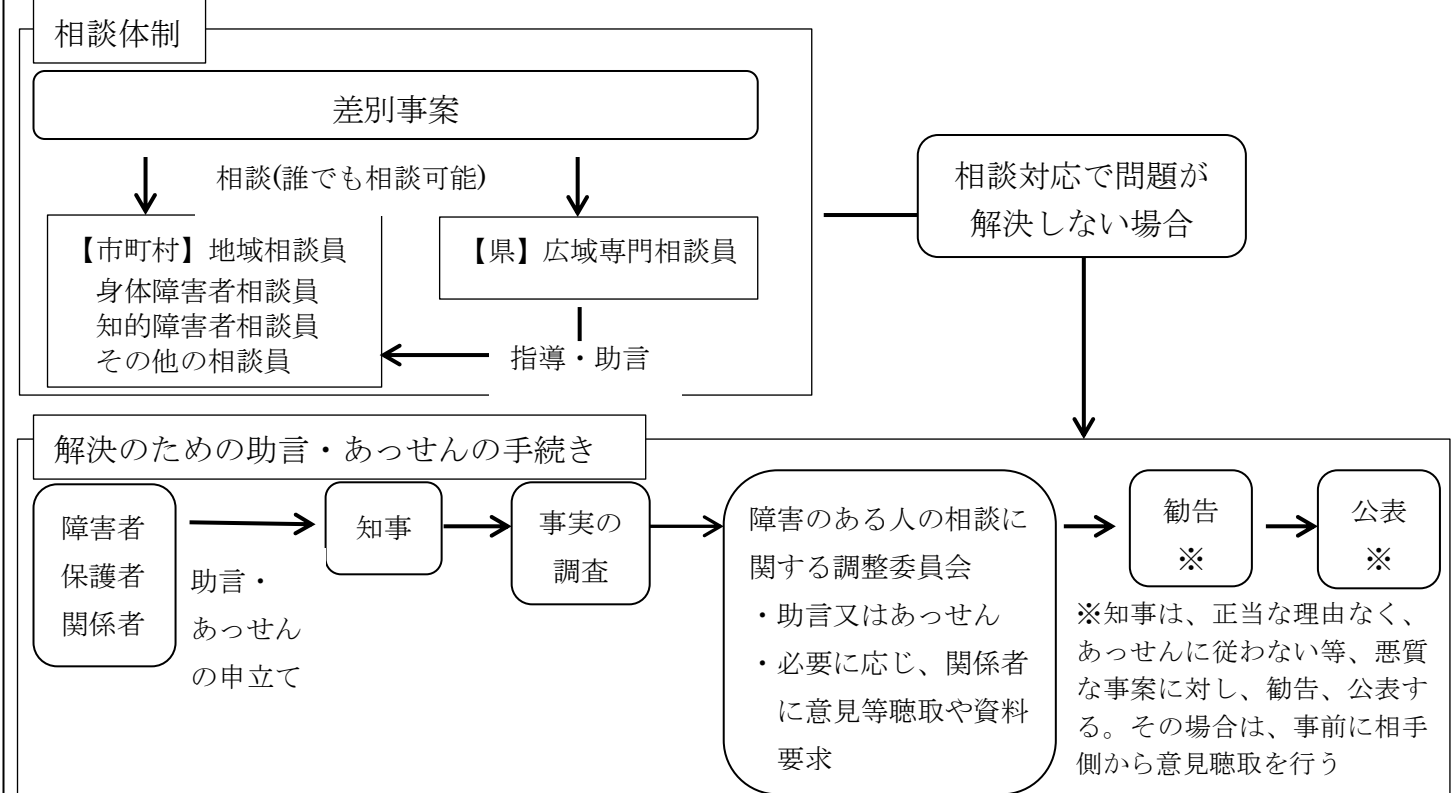 相談体制
差別事案
相談(誰でも相談可能)
【市町村】地域相談員
身体障害者相談員
知的障害者相談員
その他の相談員
【県】広域専門相談員
指導・助言
相談対応で問題が
解決しない場合
解決のための助言・あっせんの手続き
障害者
保護者
関係者
助言・
あっせん
の申立て
知事
事実の
調査
障害のある人の相談に
関する調整委員会
・助言又はあっせん
・必要に応じ、関係者
に意見等聴取や資料
要求
勧告
※
公表
※
※知事は、正当な理由なく、
あっせんに従わない等、悪質
な事案に対し、勧告、公表す
る。その場合は、事前に相手
側から意見聴取を行う